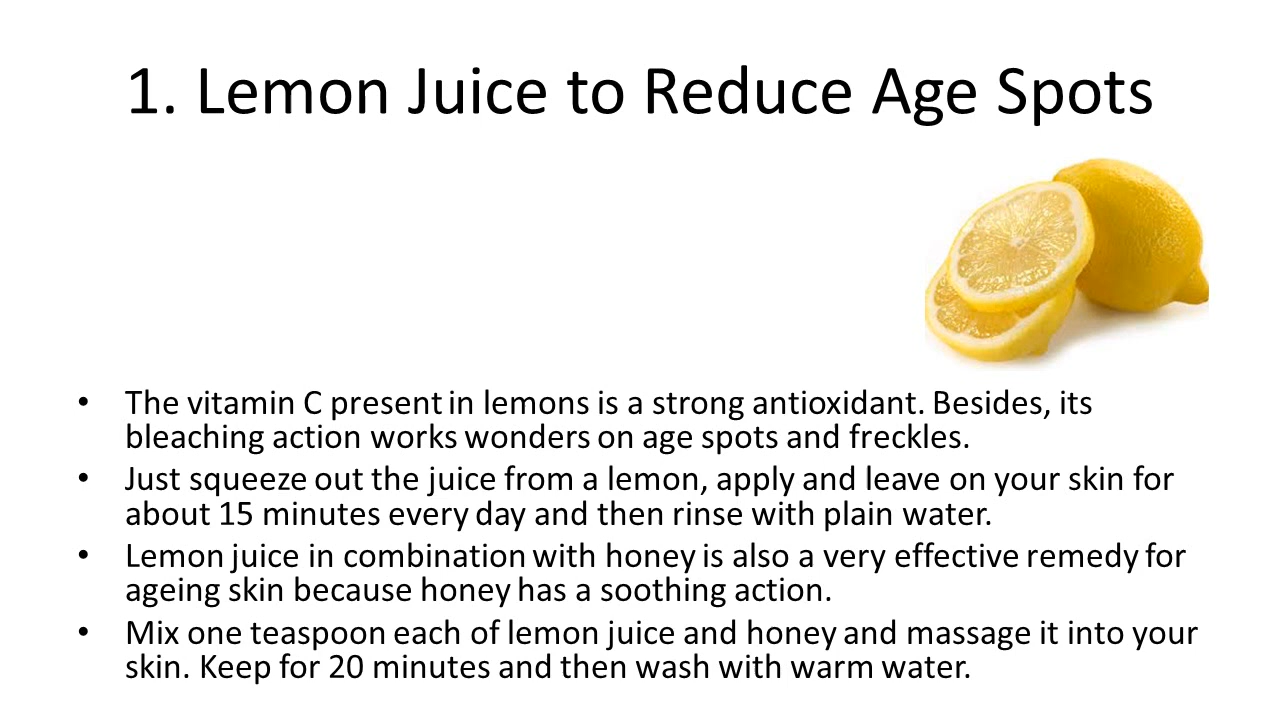 1. Lemon Juice to Reduce Age Spots
• The vitamin C present in lemons is a strong antioxidant. Besides, its
bleaching action works wonders on age spots and freckles.
• Just squeeze out the juice from a lemon, apply and leave on your skin for
about 15 minutes every day and then rinse with plain water.
• Lemon juice in combination with honey is also a very effective remedy for
ageing skin because honey has a soothing action.
• Mix one teaspoon each of lemon juice and honey and massage it into your
skin. Keep for 20 minutes and then wash with warm water.